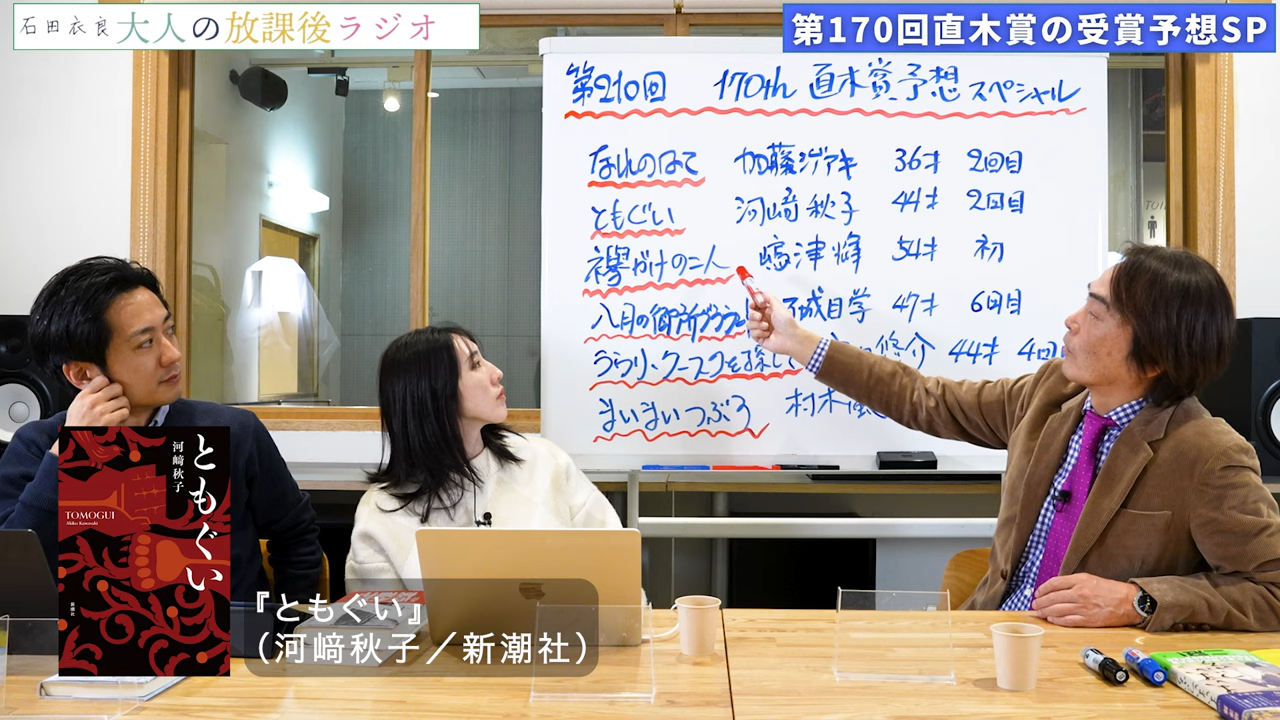 石田衣良 大人の放課後ラジオ
第170回直木賞の受賞予想SP
第210回 170th 直木賞予想スペシャル
なれのはて 加藤シゲアキ 36才 2回目
ともぐい 河﨑秋子 44才 2回目
襷がけの二人 嶋津輝 54才 初
八月の御所グラウンド 万城目学 47才 6回目
ラウリ・クースクを探して 悠介 44才 4回
まいまいつぶろ 村木嵐
ともぐい
河﨑秋子
TOMOGUI
Akiko Kawasaki
新潮社
『ともぐい』
（河﨑秋子／新潮社）